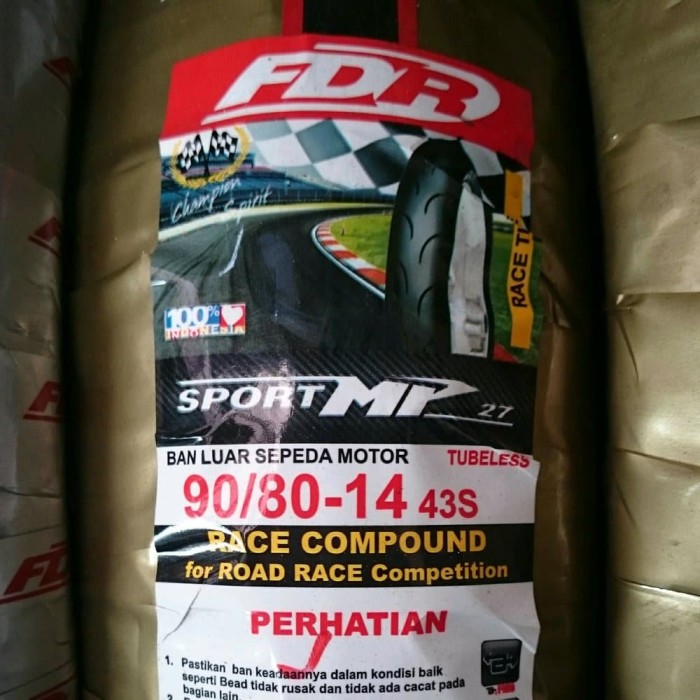 FDR
Champion
Spirit
RACE
100%
INDONESIA
SPORT MP 27
BAN LUAR SEPEDA MOTOR TUBELESS
90/80-14 43S
RACE COMPOUND
for ROAD RACE Competition
PERHATIAN
1. Pastikan ban keadaannya dalam kondisi baik
seperti Bead tidak rusak dan tidak ada cacat pada
bagian lain.
2.